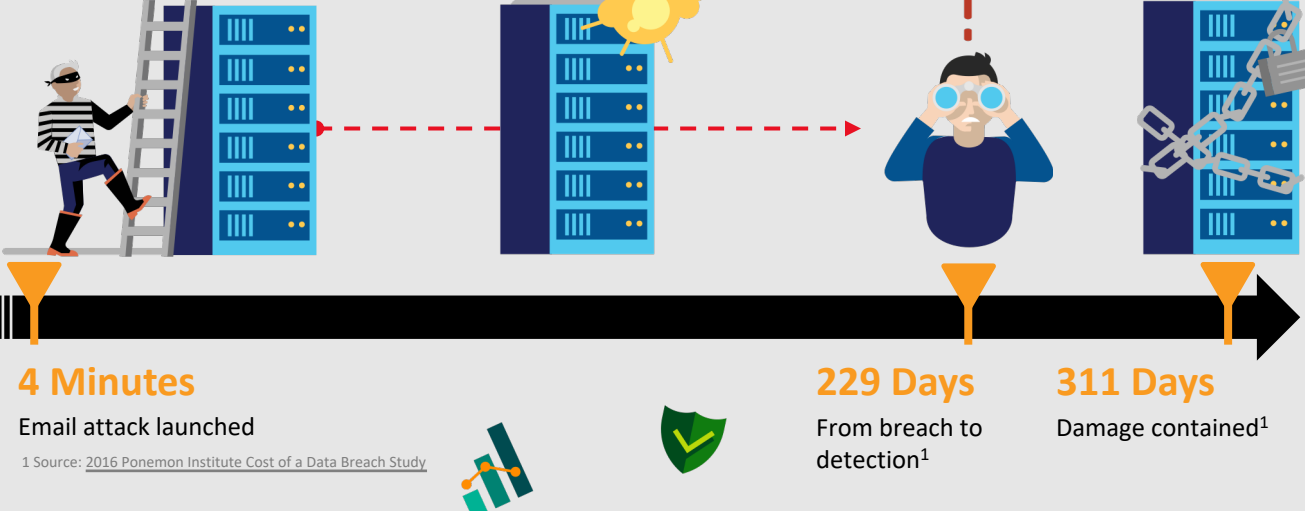 4 Minutes
Email attack launched
1 Source: 2016 Ponemon Institute Cost of a Data Breach Study
229 Days
From breach to
detection1
311 Days
Damage contained1